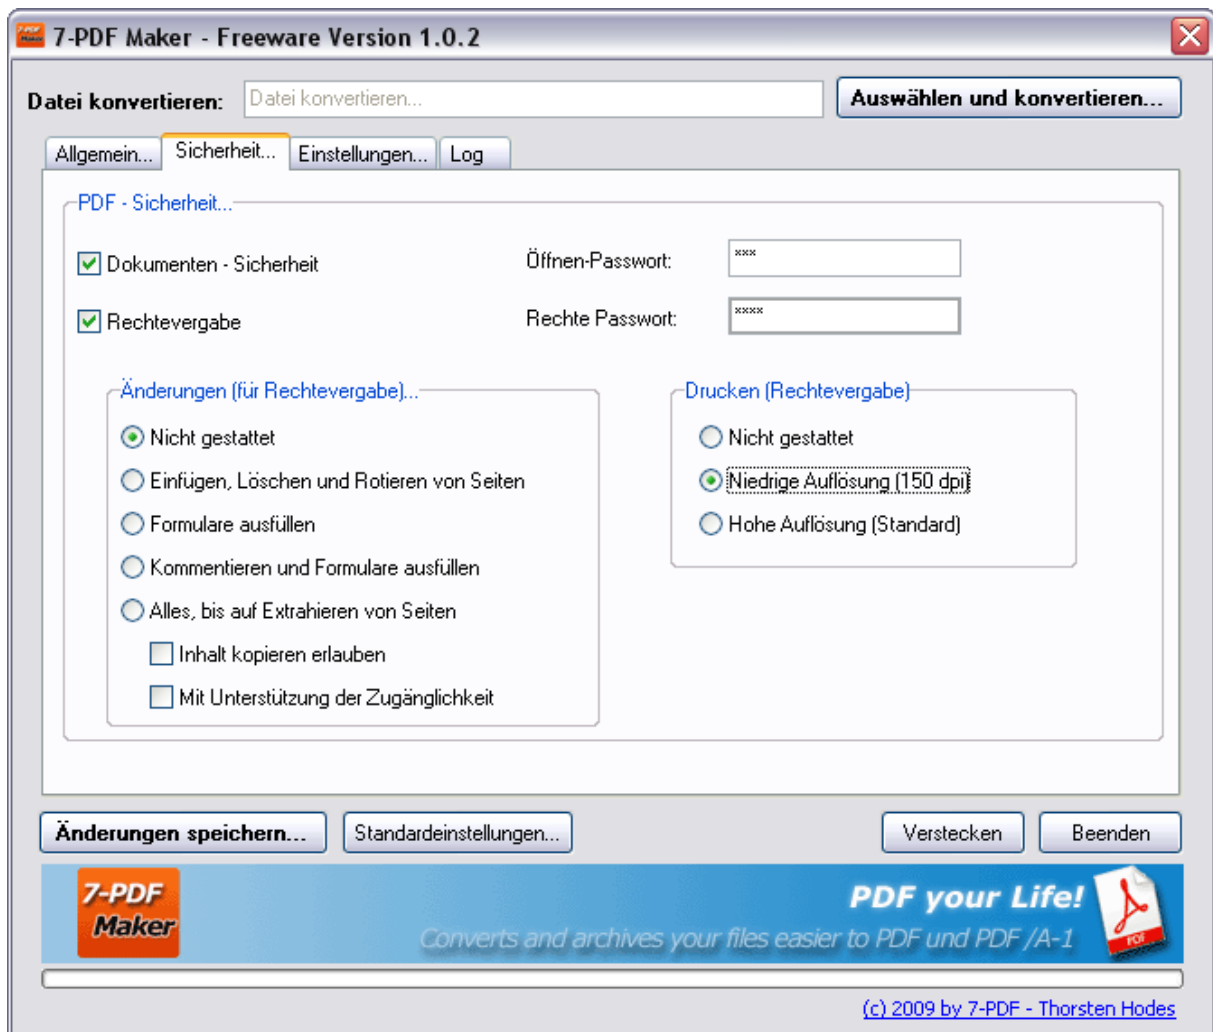 7-PDF Maker - Freeware Version 1.0.2
Datei konvertieren: Datei konvertieren... Auswählen und konvertieren...
Allgemein... Sicherheit... Einstellungen... Log
PDF - Sicherheit...
Dokumenten - Sicherheit Öffnen-Passwort: ***
Rechtevergabe Rechte Passwort: ****
Änderungen (für Rechtevergabe)...
Nicht gestattet
Einfügen, Löschen und Rotieren von Seiten
Formulare ausfüllen
Kommentieren und Formulare ausfüllen
Alles, bis auf Extrahieren von Seiten
Inhalt kopieren erlauben
Mit Unterstützung der Zugänglichkeit
Drucken (Rechtevergabe)
Nicht gestattet
Niedrige Auflösung (150 dpi)
Hohe Auflösung (Standard)
Änderungen speichern... Standardeinstellungen... Verstecken Beenden
7-PDF
Maker
PDF your Life!
Converts and archives your files easier to PDF und PDF /A-1
PDF
(c) 2009 by 7-PDF - Thorsten Hodes